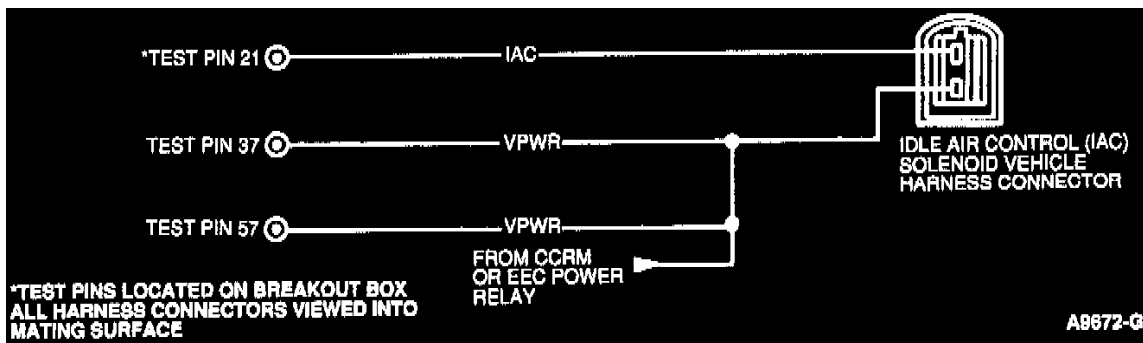 *TEST PIN 21
IAC
TEST PIN 37
VPWR
IDLE AIR CONTROL (IAC)
SOLENOID VEHICLE
HARNESS CONNECTOR
TEST PIN 57
VPWR
FROM CCRM
OR EEC POWER
RELAY
*TEST PINS LOCATED ON BREAKOUT BOX
ALL HARNESS CONNECTORS VIEWED INTO
MATING SURFACE
A9672-G